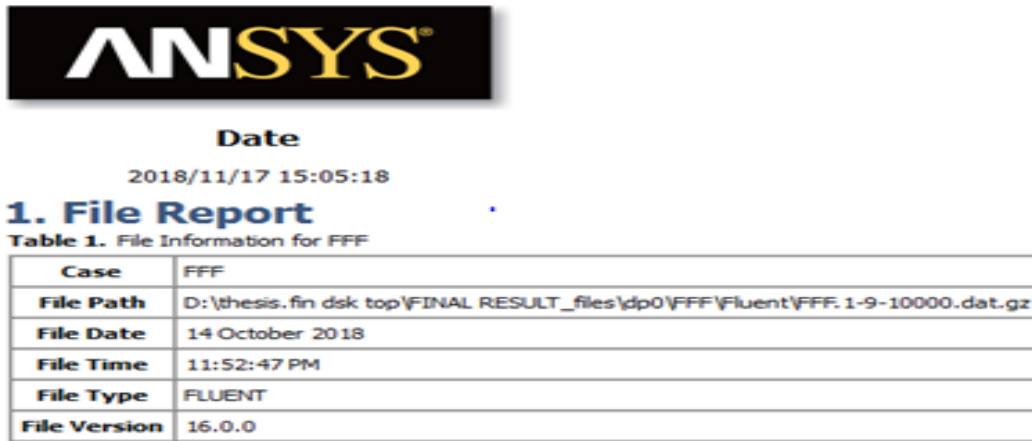 ANSYS®
Date
2018/11/17 15:05:18
1. File Report
Table 1. File Information for FFF
Case FFF
File Path D:\thesis.fin dsk top\FINAL RESULT_files\dp0\FFF\Fluent\FFF.1-9-10000.dat.gz
File Date 14 October 2018
File Time 11:52:47 PM
File Type FLUENT
File Version 16.0.0